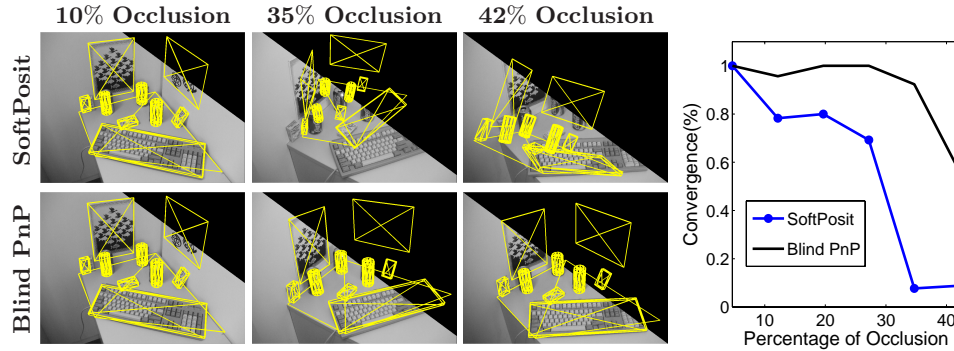 10% Occlusion
35% Occlusion
42% Occlusion
SoftPosit
Blind PnP
Convergence(%)
1
0.8
0.6
0.4
0.2
0
SoftPosit
Blind PnP
10
20
30
40
Percentage of Occlusion